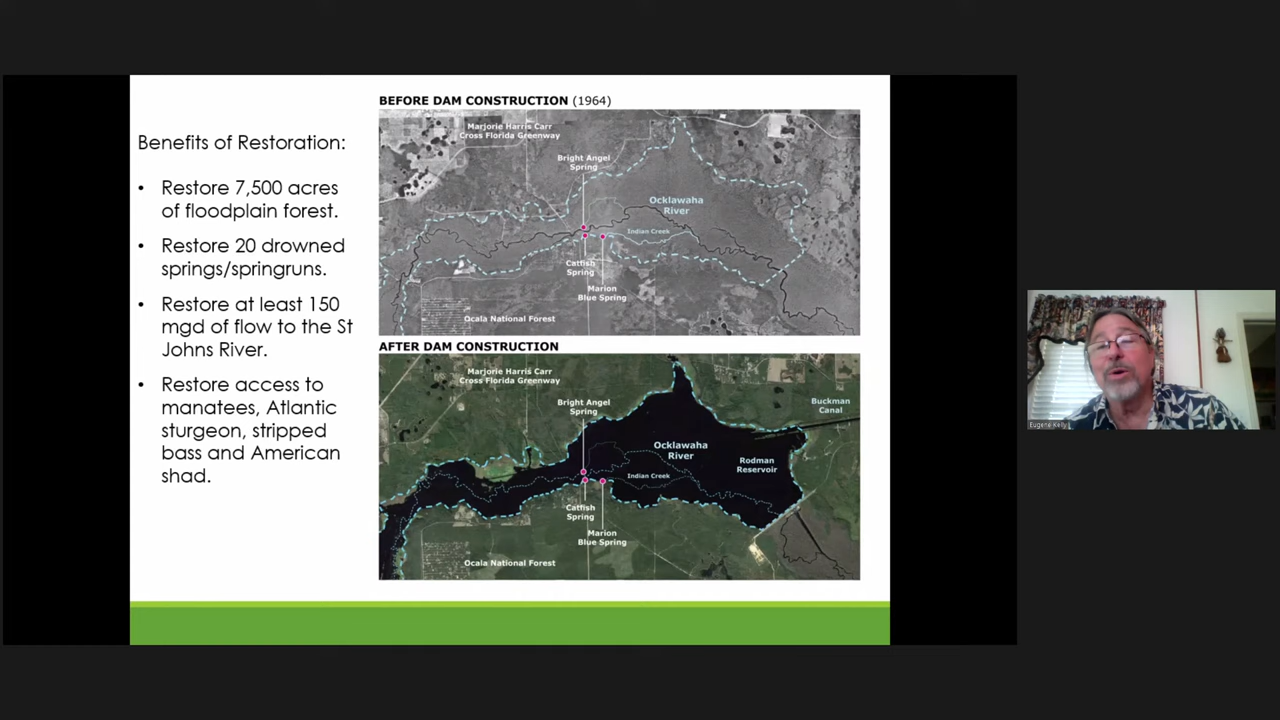 Benefits of Restoration:
• Restore 7,500 acres
of floodplain forest.
• Restore 20 drowned
springs/springruns.
• Restore at least 150
mgd of flow to the St
Johns River.
• Restore access to
manatees, Atlantic
sturgeon, stripped
bass and American
shad.
BEFORE DAM CONSTRUCTION (1964)
Marjorie Harris Carr
Cross Florida Greenway
Bright Angel
Spring
Ocklawaha
River
Indian Creek
Catfish
Spring
Marion
Blue Spring
Ocala National Forest
AFTER DAM CONSTRUCTION
Marjorie Harris Carr
Cross Florida Greenway
Bright Angel
Spring
Buckman
Canal
Ocklawaha
River
Rodman
Reservoir
Indian Creek
Catfish
Spring
Marion
Blue Spring
Ocala National Forest
Eugene Kelly